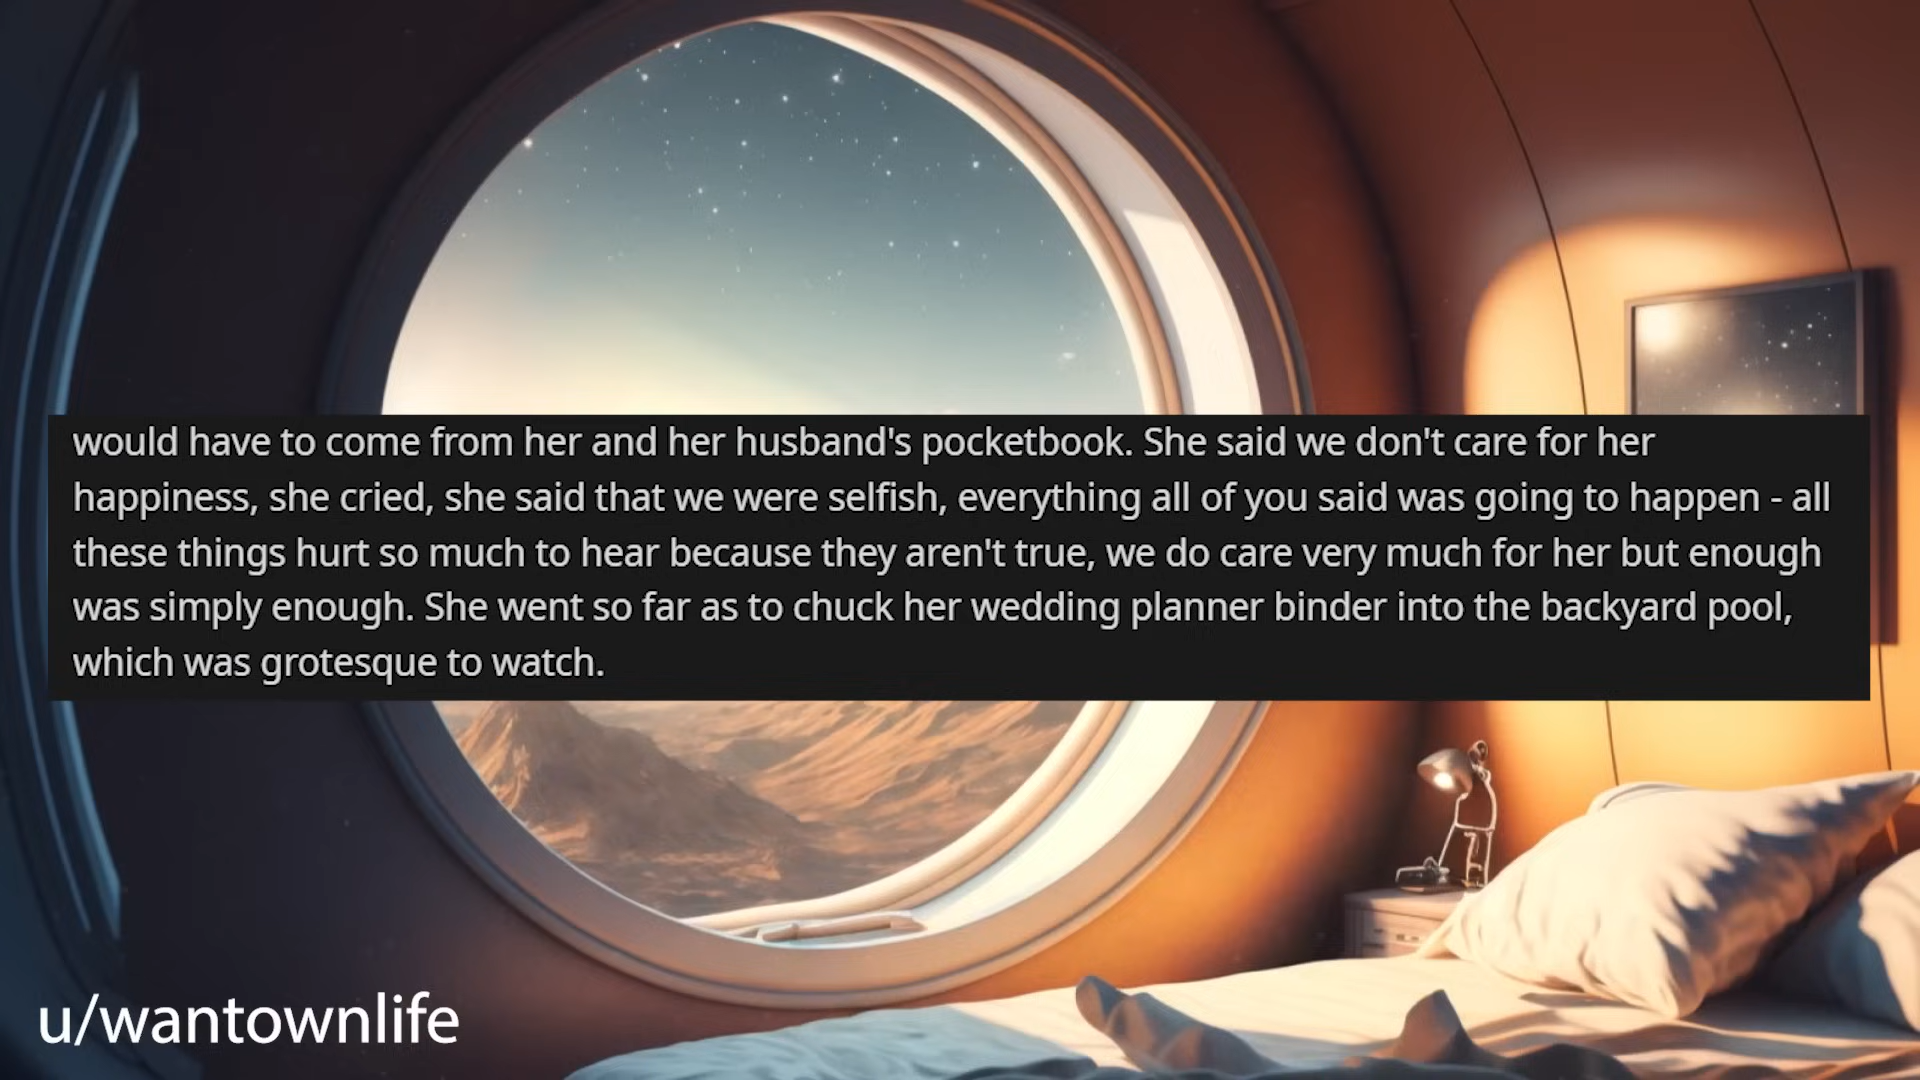 would have to come from her and her husband's pocketbook. She said we don't care for her
happiness, she cried, she said that we were selfish, everything all of you said was going to happen - all
these things hurt so much to hear because they aren't true, we do care very much for her but enough
was simply enough. She went so far as to chuck her wedding planner binder into the backyard pool,
which was grotesque to watch.
u/wantownlife